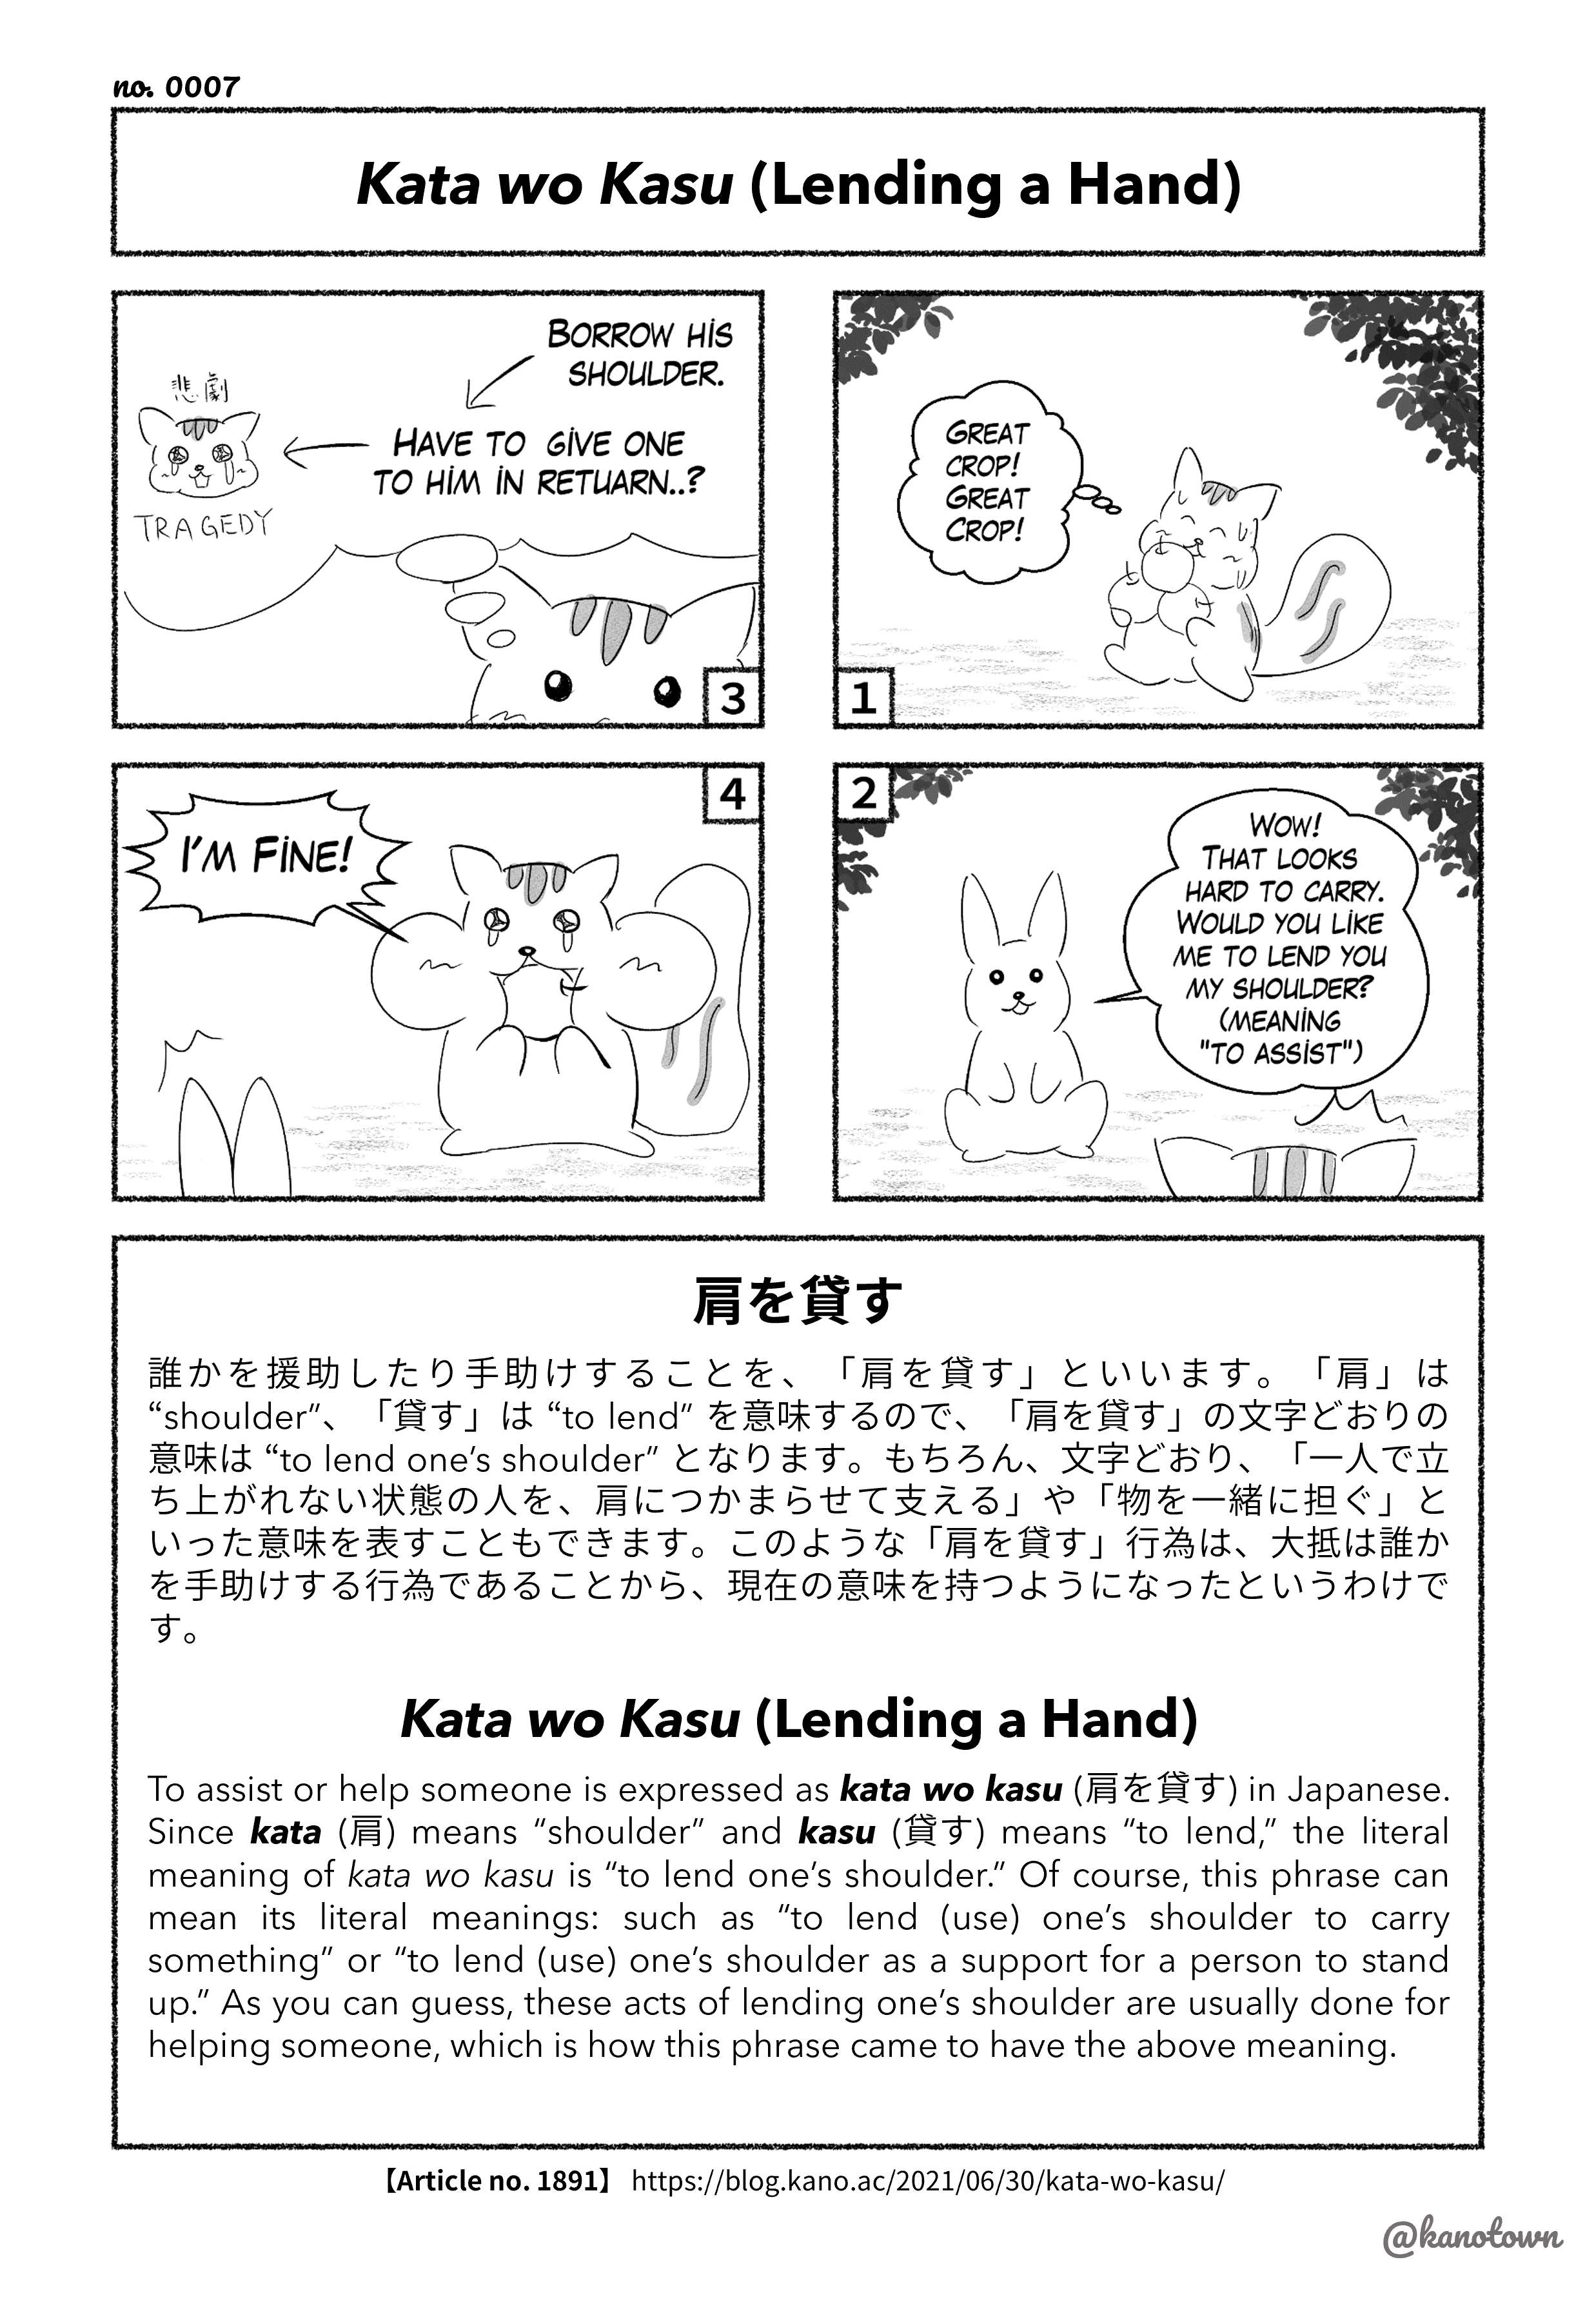 no. 0007
Kata wo Kasu (Lending a Hand)
GREAT
CROP!
GREAT
CROP!
1
2
WOW!
THAT LOOKS
HARD TO CARRY.
WOULD YOU LIKE
ME TO LEND YOU
MY SHOULDER?
(MEANING
"TO ASSIST")
BORROW HIS
SHOULDER.
HAVE TO GIVE ONE
TO HIM IN RETUARN..?
悲劇
TRAGEDY
3
4
I'M FINE!
肩を貸す
誰かを援助したり手助けすることを、「肩を貸す」といいます。「肩」は
“shoulder”、「貸す」は “to lend” を意味するので、「肩を貸す」の文字どおりの
意味は “to lend one’s shoulder” となります。もちろん、文字どおり、「一人で立
ち上がれない状態の人を、肩につかまらせて支える」や「物を一緒に担ぐ」と
いった意味を表すこともできます。このような「肩を貸す」行為は、大抵は誰か
を手助けする行為であることから、現在の意味を持つようになったというわけで
す。
Kata wo Kasu (Lending a Hand)
To assist or help someone is expressed as kata wo kasu (肩を貸す) in Japanese.
Since kata (肩) means “shoulder” and kasu (貸す) means “to lend,” the literal
meaning of kata wo kasu is “to lend one’s shoulder.” Of course, this phrase can
mean its literal meanings: such as “to lend (use) one’s shoulder to carry
something” or “to lend (use) one’s shoulder as a support for a person to stand
up.” As you can guess, these acts of lending one’s shoulder are usually done for
helping someone, which is how this phrase came to have the above meaning.
【Article no. 1891】 https://blog.kano.ac/2021/06/30/kata-wo-kasu/
@kanotown